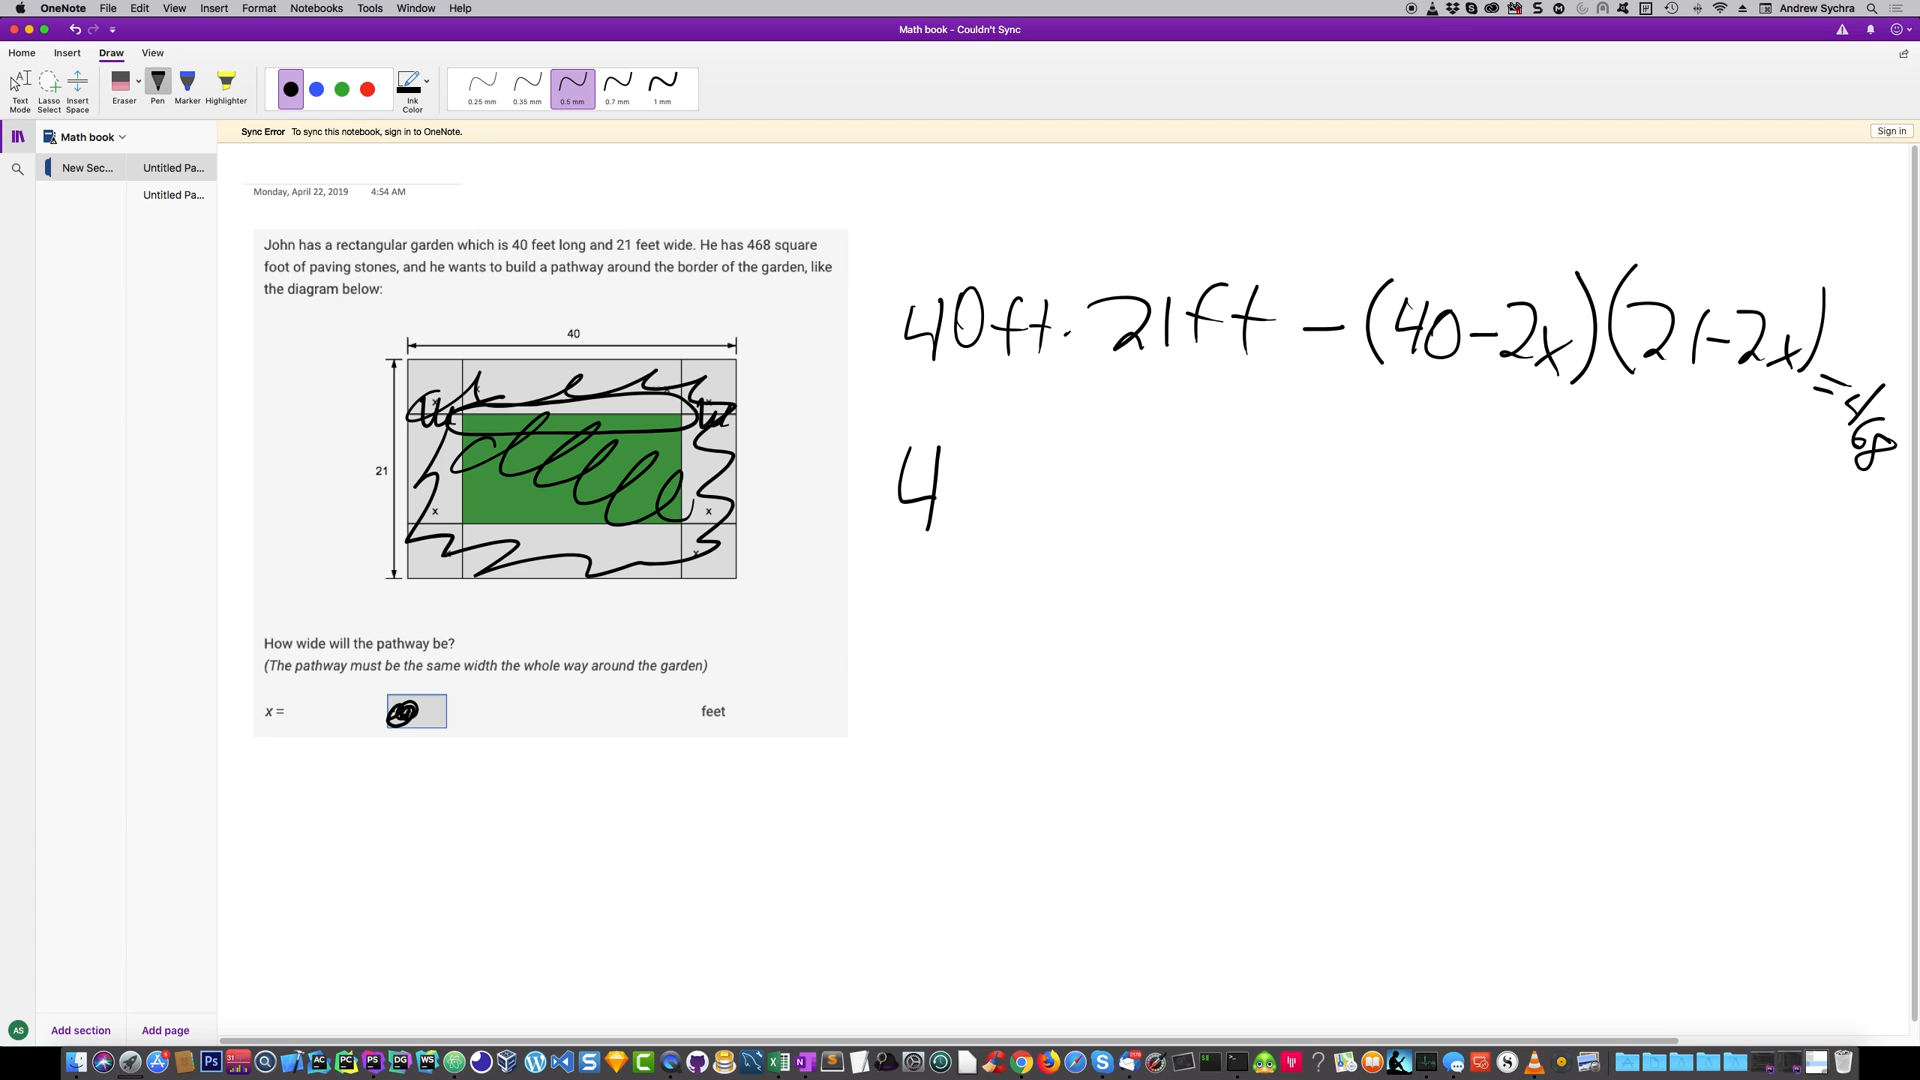 OneNote File Edit View Insert Format Notebooks Tools Window Help
Andrew Sychra
Math book - Couldn't Sync
Home Insert Draw View
Text Mode
Lasso Select
Insert Space
Eraser
Pen
Marker
Highlighter
Ink Color
0.25 mm 0.35 mm 0.5 mm 0.7 mm 1 mm
Sync Error To sync this notebook, sign in to OneNote.
Sign in
Math book
New Sec...
Untitled Pa...
Untitled Pa...
Monday, April 22, 2019 4:54 AM
John has a rectangular garden which is 40 feet long and 21 feet wide. He has 468 square
foot of paving stones, and he wants to build a pathway around the border of the garden, like
the diagram below:
40
21
x
x
How wide will the pathway be?
(The pathway must be the same width the whole way around the garden)
x =
feet
40ft. 21ft - (40-2x)(21-2x)
=
68
4
AS
Add section
Add page